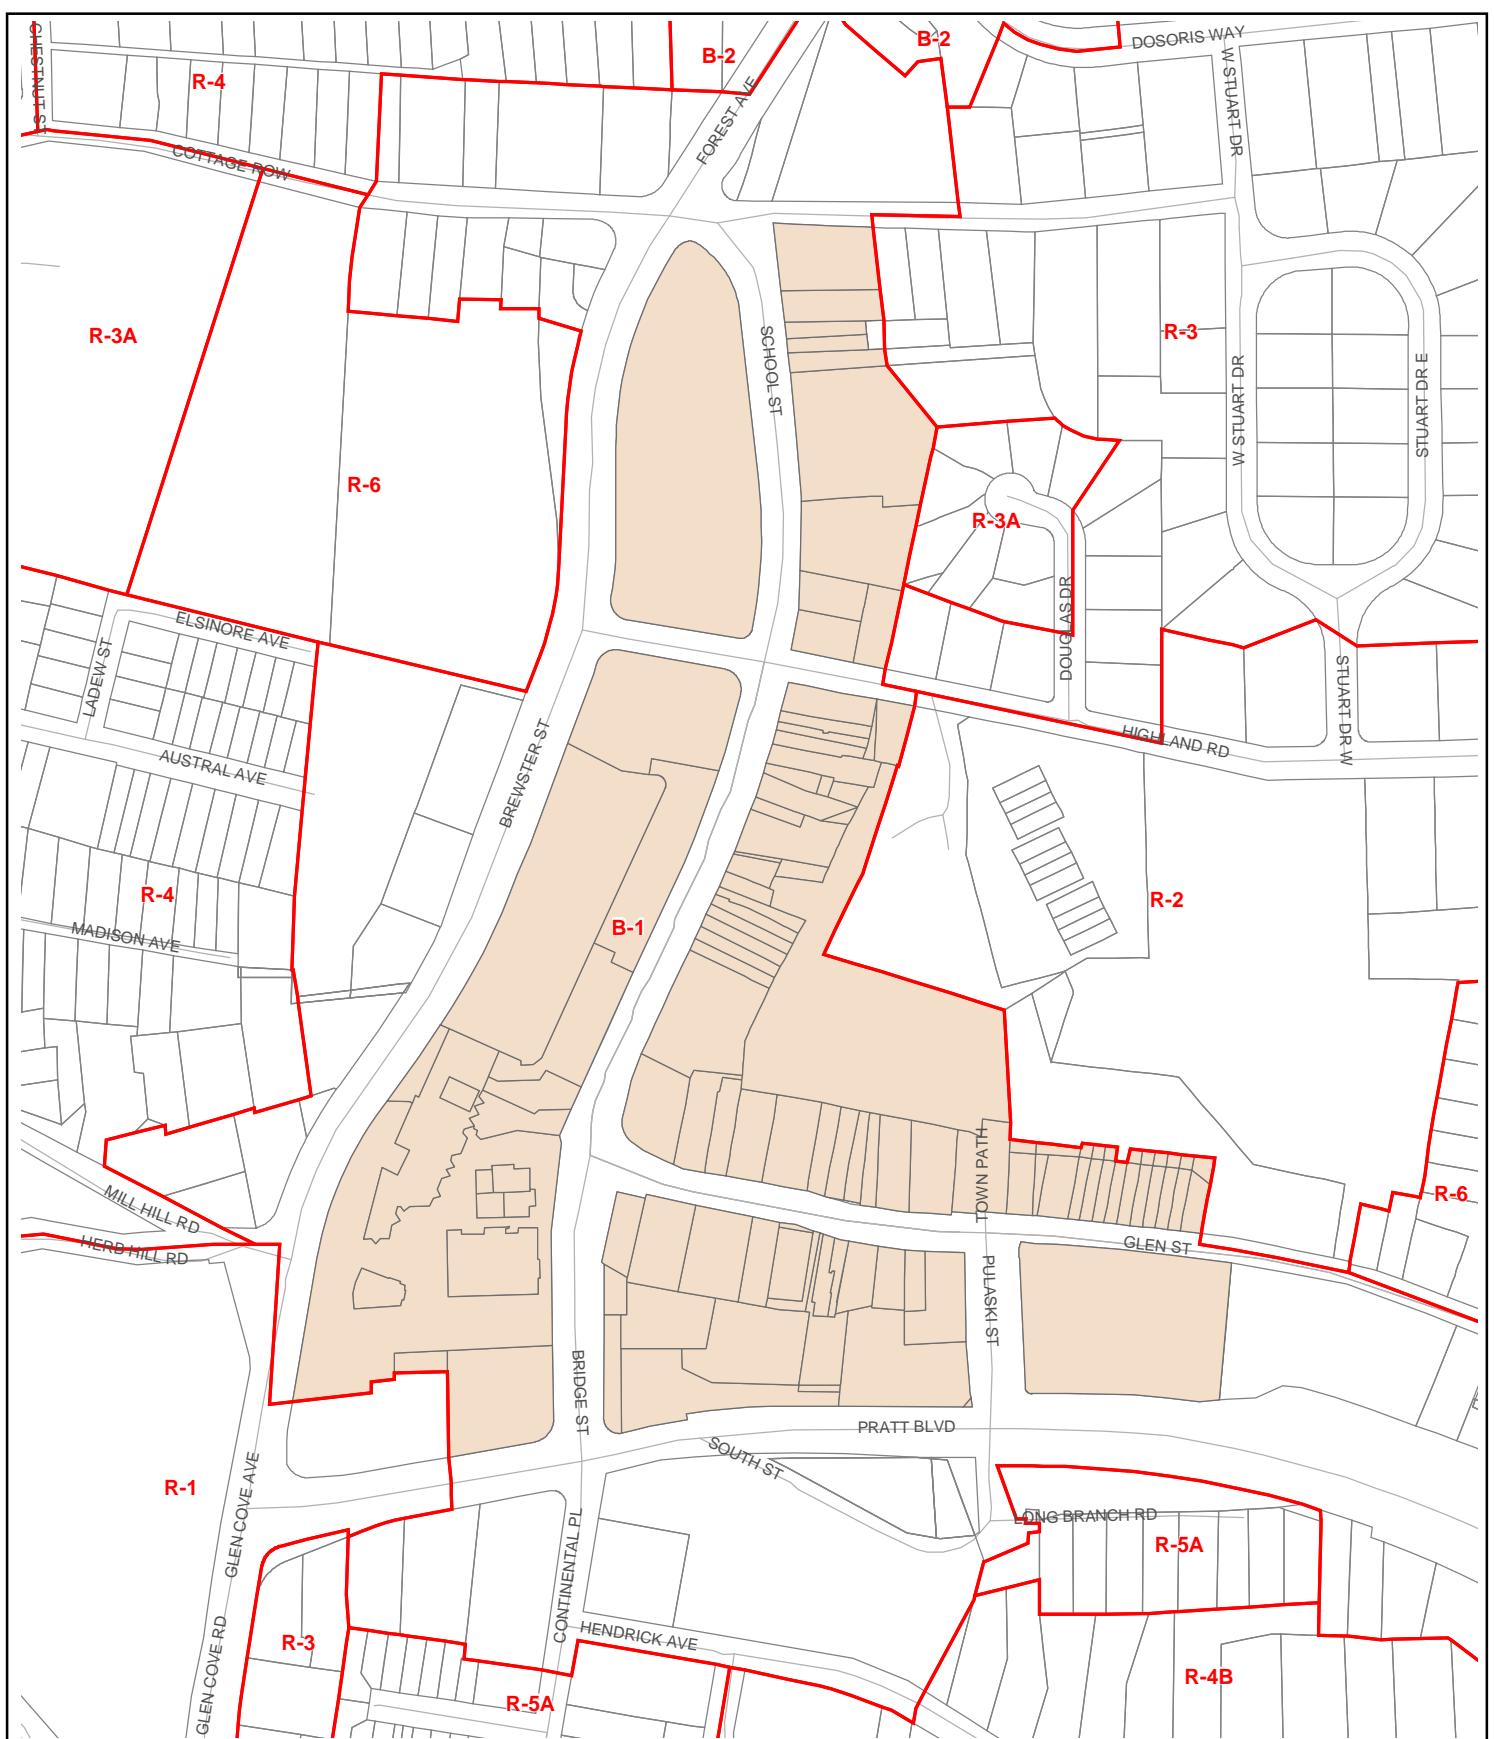 CHESTNUT ST
R-4
B-2
B-2
DOSORIS WAY
W STUART DR
FOREST AVE
COTTAGE ROW
R-3A
R-3
SCHOOL ST
W STUART DR
STUART DR E
R-6
R-3A
DOUGLAS DR
ELSINORE AVE
LADEW ST
STUART DR W
HIGHLAND RD
AUSTRAL AVE
BREWSTER ST
R-4
R-2
B-1
MADISON AVE
TOWN PATH
MILL HILL RD
R-6
HERD HILL RD
GLEN ST
PULASKI ST
BRIDGE ST
PRATT BLVD
SOUTH ST
R-1
GLEN COVE AVE
LONG BRANCH RD
R-5A
CONTINENTAL PL
HENDRICK AVE
R-3
GLEN COVE RD
R-4B
R-5A